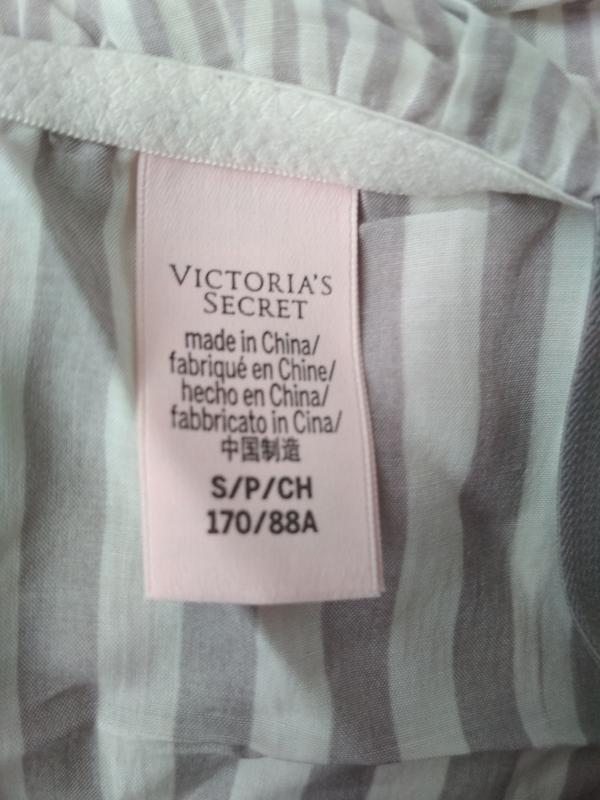 VICTORIA'S
SECRET
made in China/
fabriqué en Chine/
hecho en China/
fabbricato in Cina/
中国制造
S/P/CH
170/88A